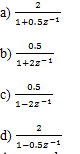 a) 2/(1+0.5z⁻¹)
b) 0.5/(1+2z⁻¹)
c) 0.5/(1−2z⁻¹)
d) 2/(1−0.5z⁻¹)